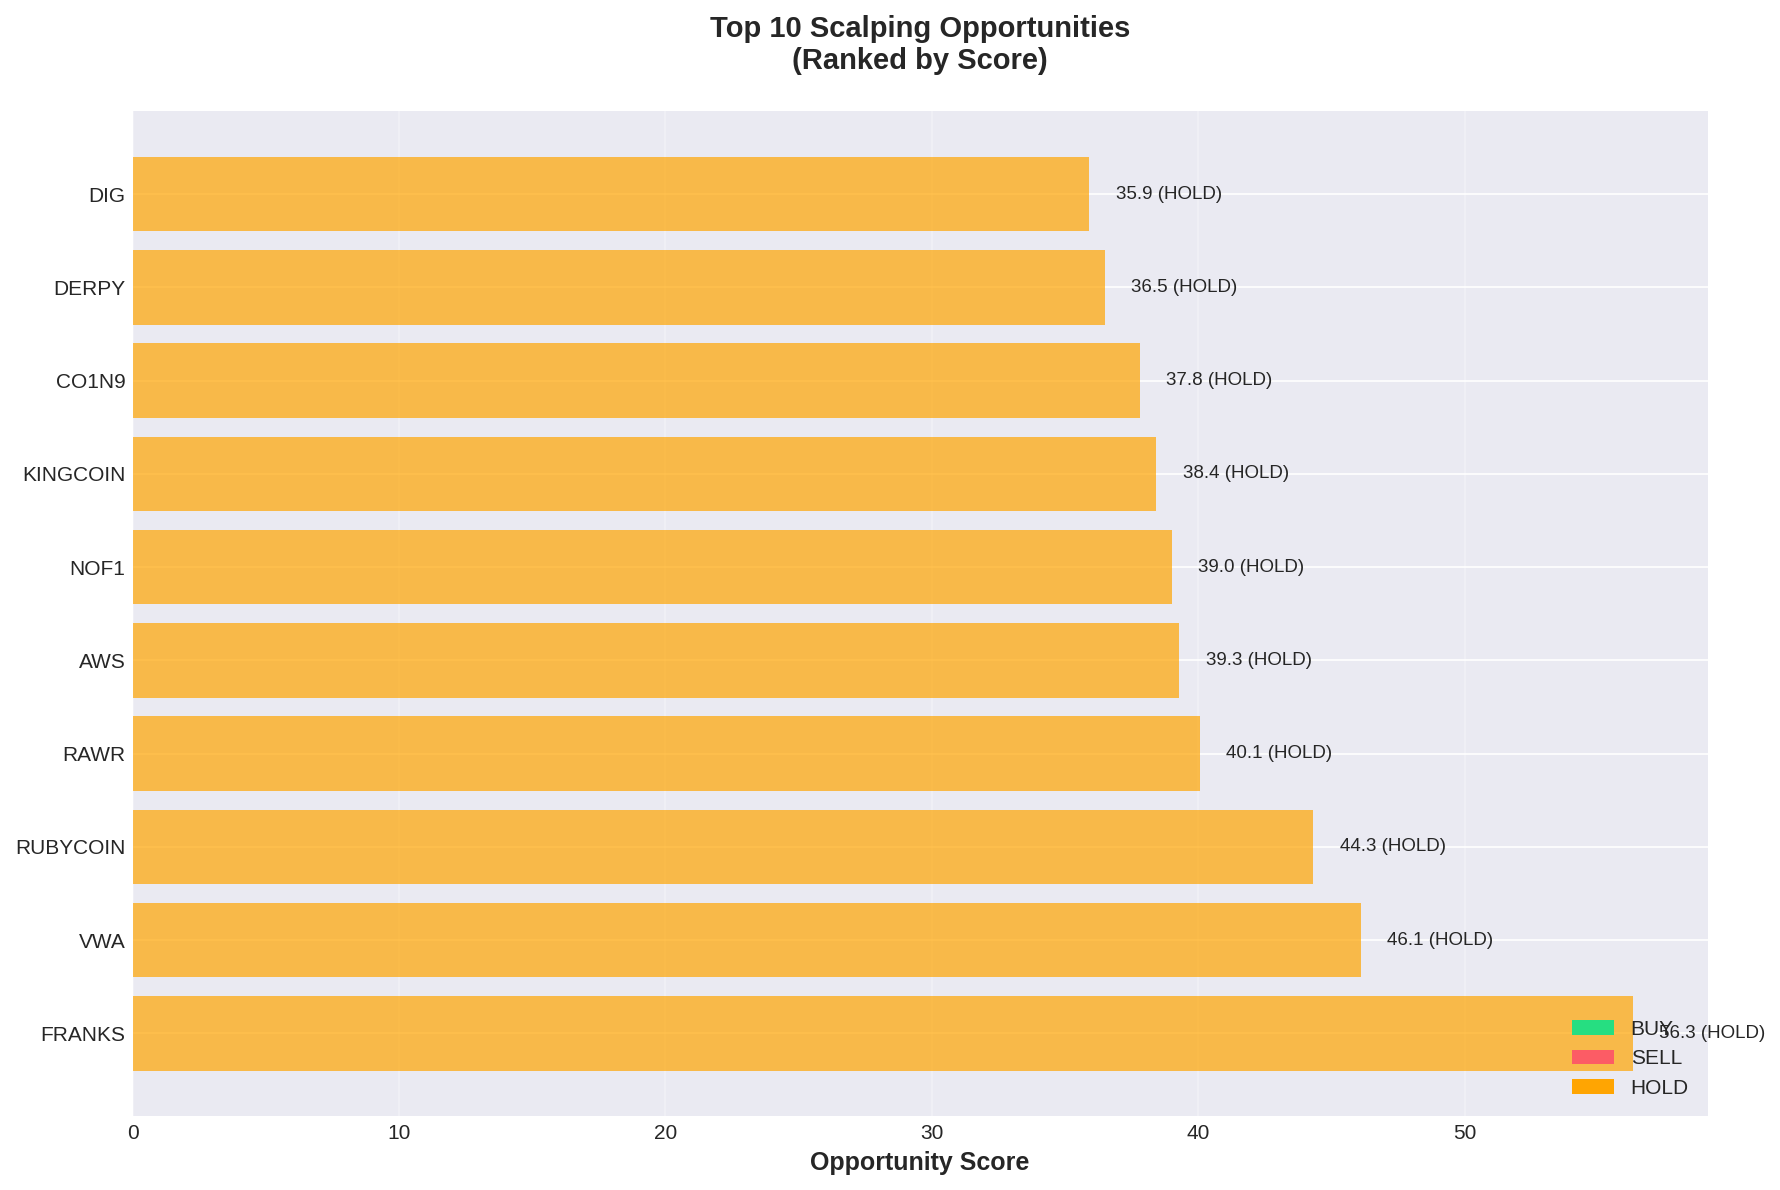 Top 10 Scalping Opportunities
(Ranked by Score)
DIG
35.9 (HOLD)
DERPY
36.5 (HOLD)
CO1N9
37.8 (HOLD)
KINGCOIN
38.4 (HOLD)
NOF1
39.0 (HOLD)
AWS
39.3 (HOLD)
RAWR
40.1 (HOLD)
RUBYCOIN
44.3 (HOLD)
VWA
46.1 (HOLD)
FRANKS
56.3 (HOLD)
BUY
SELL
HOLD
0 10 20 30 40 50
Opportunity Score